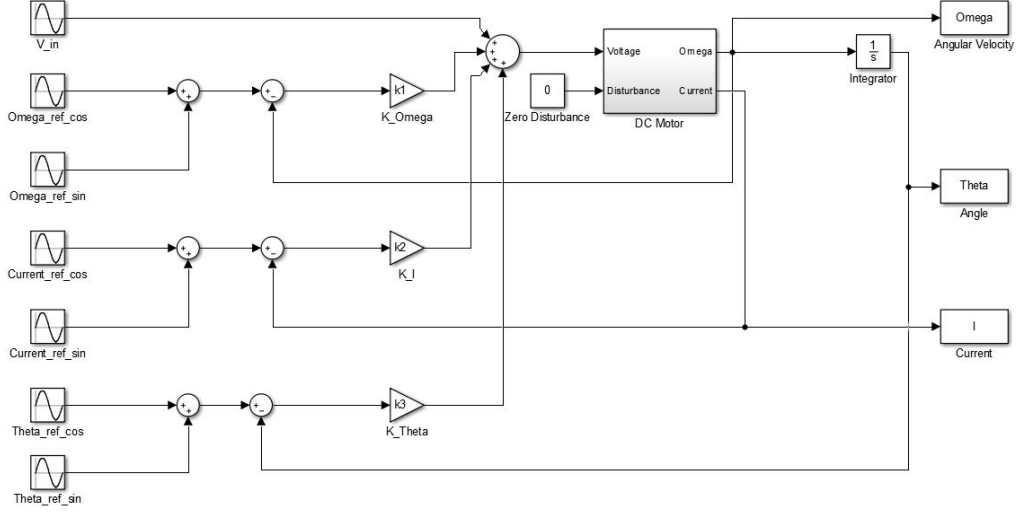 V_in
Omega
Angular Velocity
Voltage
Omega
1
s
Integrator
Omega_ref_cos
k1
K_Omega
0
Zero Disturbance
Disturbance
Current
DC Motor
Omega_ref_sin
Theta
Angle
Current_ref_cos
k2
K_I
Current_ref_sin
I
Current
Theta_ref_cos
k3
K_Theta
Theta_ref_sin